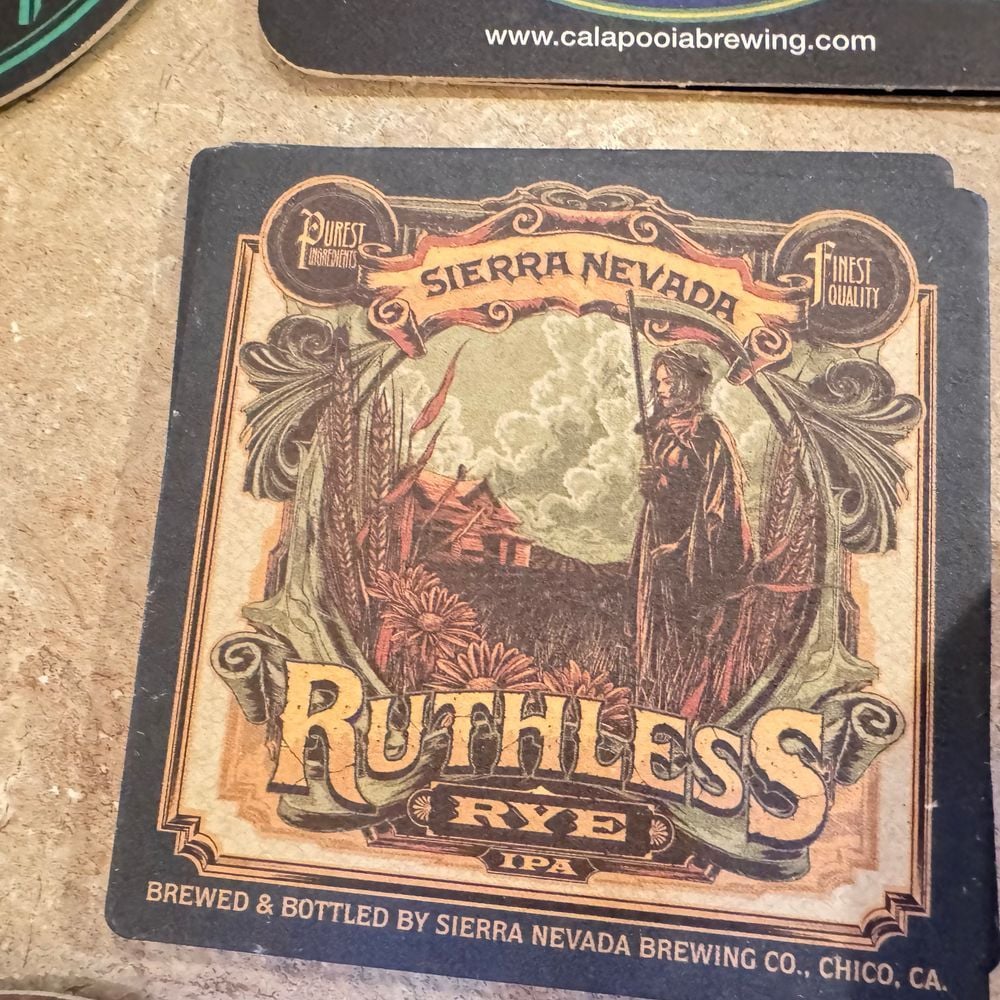 www.calapooiabrewing.com
PUREST
INGREDIENTS
SIERRA NEVADA
FINEST
QUALITY
RUTHLESS
RYE
IPA
BREWED & BOTTLED BY SIERRA NEVADA BREWING CO., CHICO, CA.